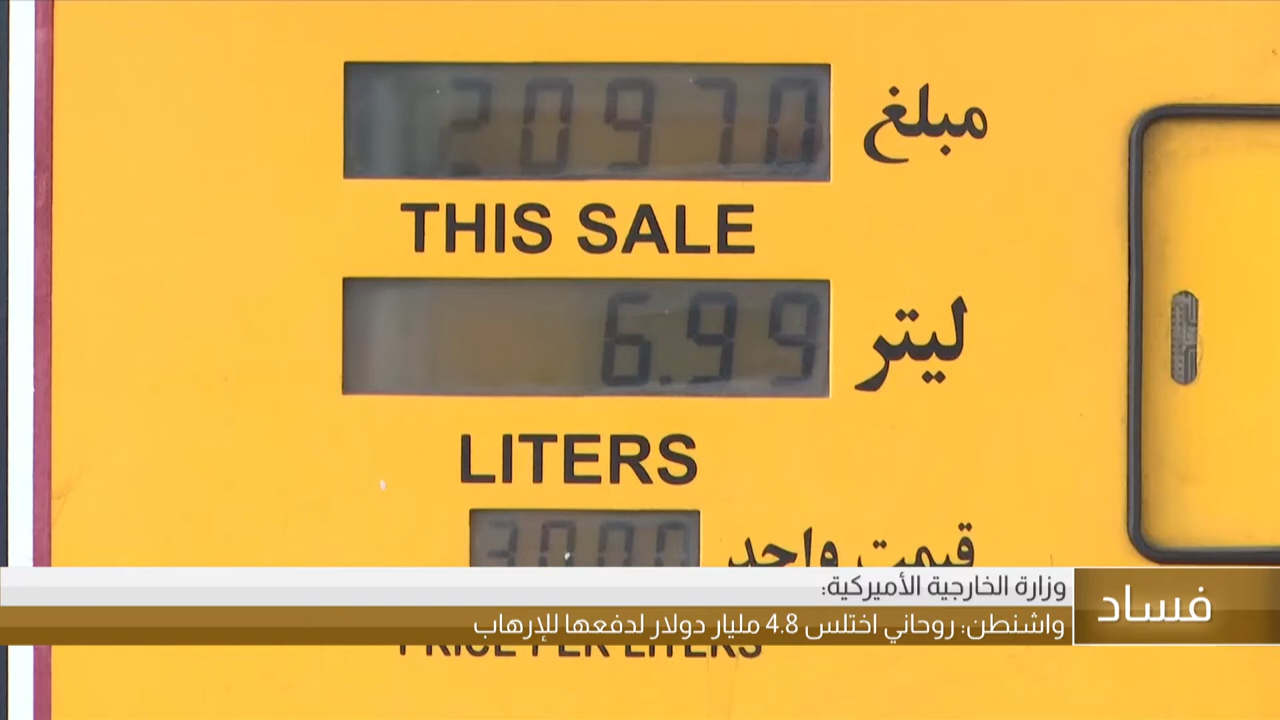 20970
مبلغ
THIS SALE
6.99
ليتر
LITERS
3000
قیمت واحد
وزارة الخارجية الأميركية:
فساد
واشنطن: روحاني اختلس 4.8 مليار دولار لدفعها للإرهاب
PRICE PER LITERS